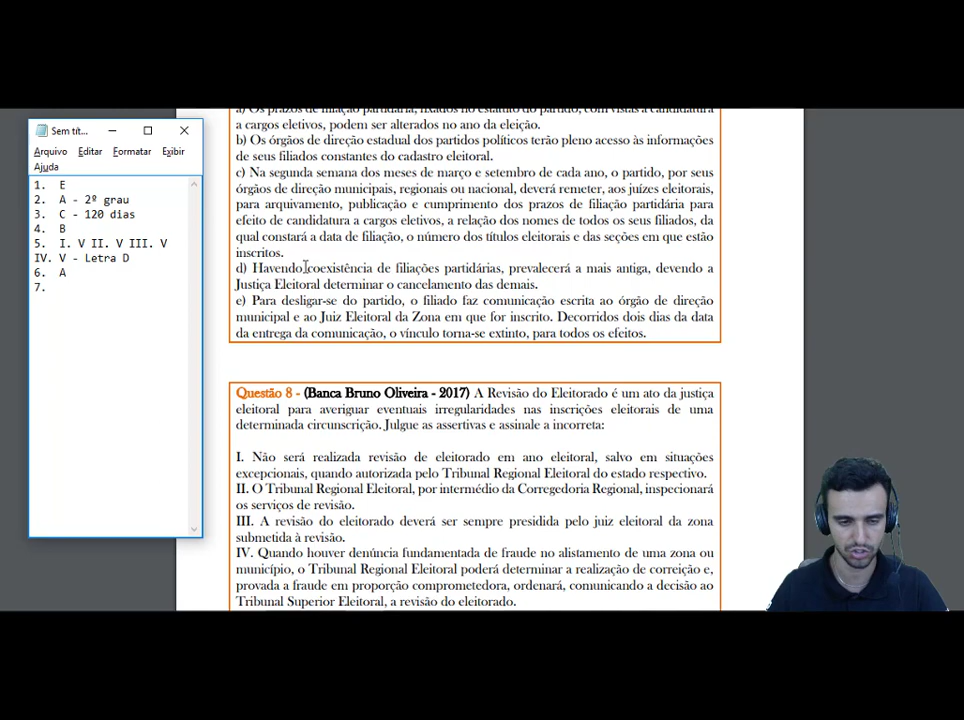 Sem tít...
Arquivo Editar Formatar Exibir
Ajuda
1. E
2. A - 2º grau
3. C - 120 dias
4. B
5. I. V II. V III. V
IV. V - Letra D
6. A
7.
a) Os prazos de filiação partidária, fixados no estatuto do partido, com vistas a candidatura
a cargos eletivos, podem ser alterados no ano da eleição.
b) Os órgãos de direção estadual dos partidos políticos terão pleno acesso às informações
de seus filiados constantes do cadastro eleitoral.
c) Na segunda semana dos meses de março e setembro de cada ano, o partido, por seus
órgãos de direção municipais, regionais ou nacional, deverá remeter, aos juízes eleitorais,
para arquivamento, publicação e cumprimento dos prazos de filiação partidária para
efeito de candidatura a cargos eletivos, a relação dos nomes de todos os seus filiados, da
qual constará a data de filiação, o número dos títulos eleitorais e das seções em que estão
inscritos.
d) Havendo coexistência de filiações partidárias, prevalecerá a mais antiga, devendo a
Justiça Eleitoral determinar o cancelamento das demais.
e) Para desligar-se do partido, o filiado faz comunicação escrita ao órgão de direção
municipal e ao Juiz Eleitoral da Zona em que for inscrito. Decorridos dois dias da data
da entrega da comunicação, o vínculo torna-se extinto, para todos os efeitos.
Questão 8 - (Banca Bruno Oliveira - 2017) A Revisão do Eleitorado é um ato da justiça
eleitoral para averiguar eventuais irregularidades nas inscrições eleitorais de uma
determinada circunscrição. Julgue as assertivas e assinale a incorreta:
I. Não será realizada revisão de eleitorado em ano eleitoral, salvo em situações
excepcionais, quando autorizada pelo Tribunal Regional Eleitoral do estado respectivo.
II. O Tribunal Regional Eleitoral, por intermédio da Corregedoria Regional, inspecionará
os serviços de revisão.
III. A revisão do eleitorado deverá ser sempre presidida pelo juiz eleitoral da zona
submetida à revisão.
IV. Quando houver denúncia fundamentada de fraude no alistamento de uma zona ou
município, o Tribunal Regional Eleitoral poderá determinar a realização de correição e,
provada a fraude em proporção comprometedora, ordenará, comunicando a decisão ao
Tribunal Superior Eleitoral, a revisão do eleitorado.